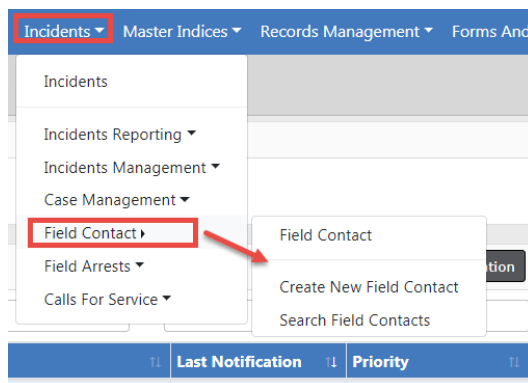 Incidents Master Indices Records Management Forms And
Incidents
Incidents Reporting
Incidents Management
Case Management
Field Contact
Field Arrests
Calls For Service
Field Contact
Create New Field Contact
Search Field Contacts
tion
Last Notification Priority